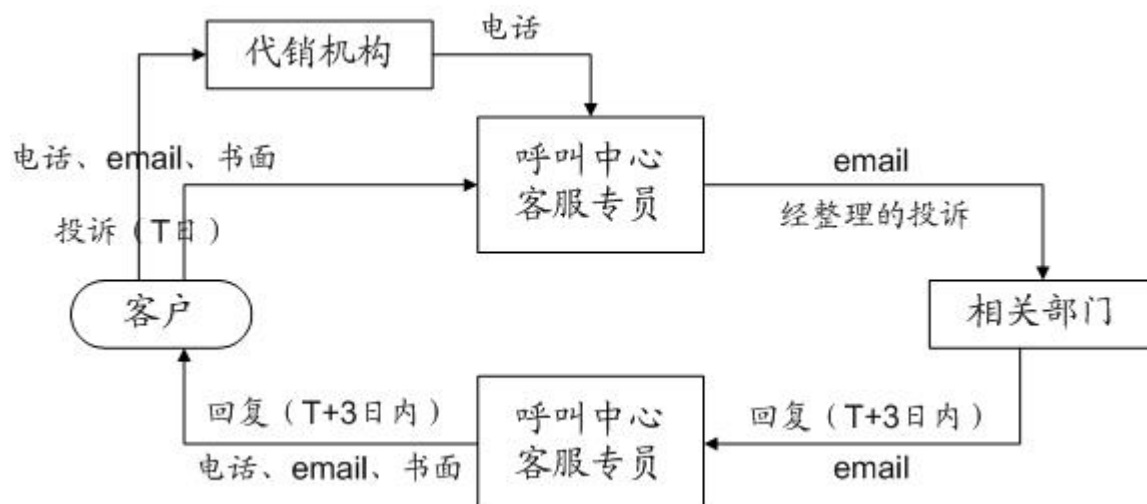 电话
代销机构
呼叫中心
客服专员
电话、email、书面
email
经整理的投诉
投诉（T日）
客户
相关部门
呼叫中心
客服专员
回复（T+3日内）
回复（T+3日内）
电话、email、书面
email